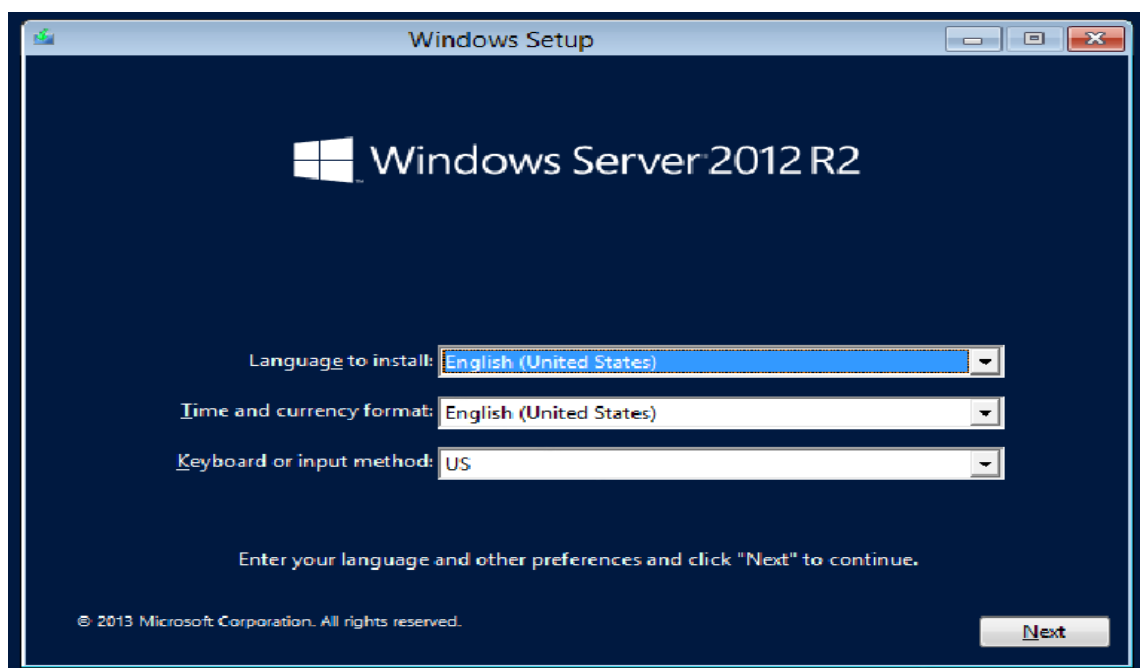 Windows Setup
Windows Server 2012 R2
Language to install: English (United States)
Time and currency format: English (United States)
Keyboard or input method: US
Enter your language and other preferences and click "Next" to continue.
© 2013 Microsoft Corporation. All rights reserved.
Next